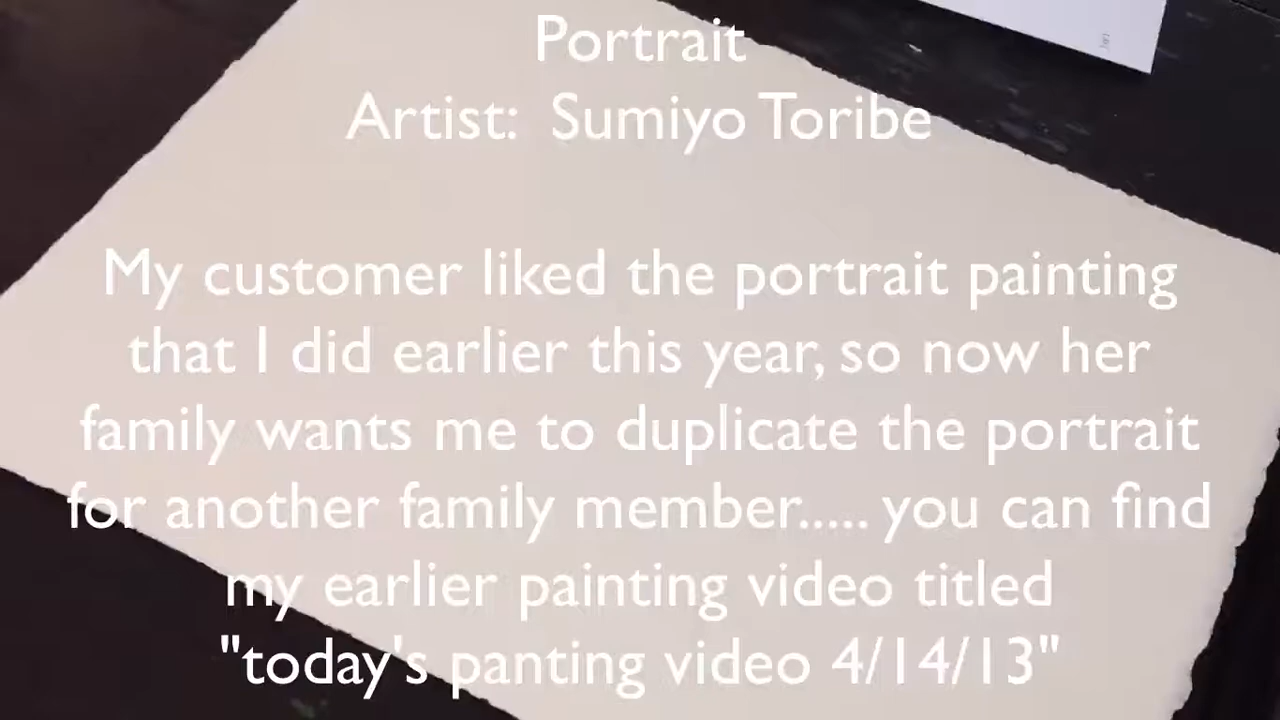 Portrait
Artist:  Sumiyo Toribe
My customer liked the portrait painting
that I did earlier this year, so now her
family wants me to duplicate the portrait
for another family member..... you can find
my earlier painting video titled
"today's panting video 4/14/13"